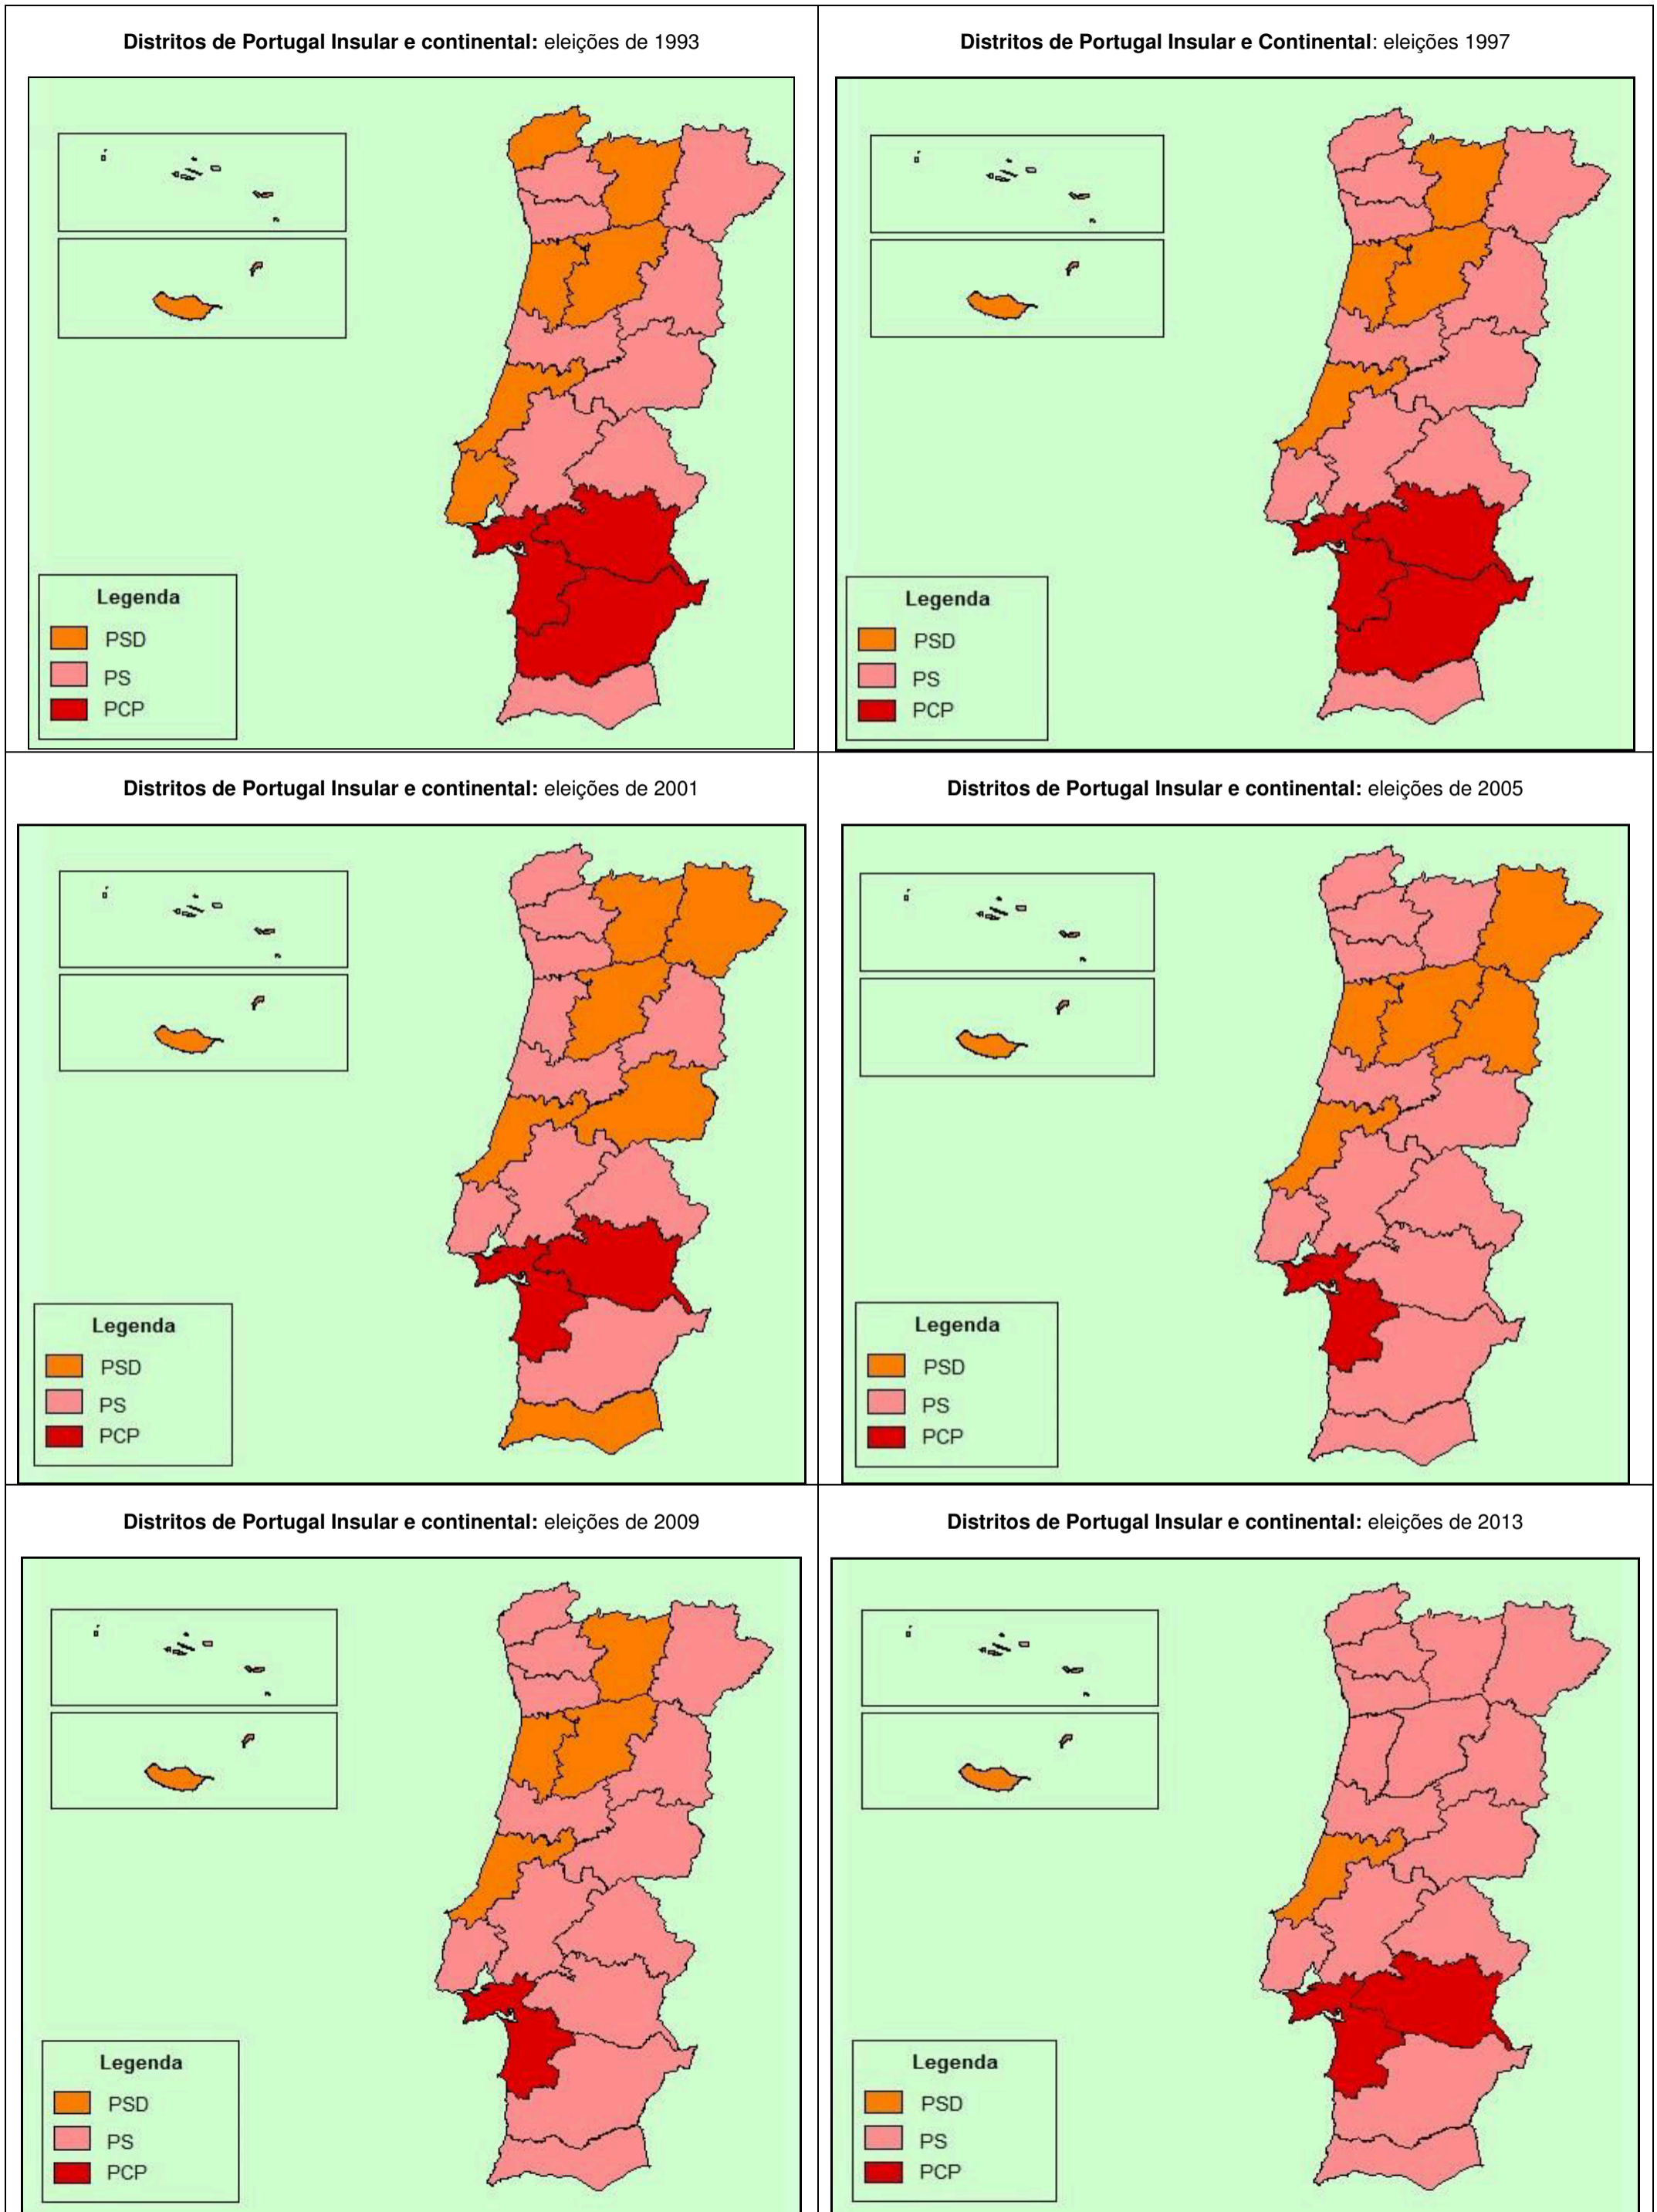 Distritos de Portugal Insular e continental: eleições de 1993
Legenda
PSD
PS
PCP
Distritos de Portugal Insular e Continental: eleições 1997
Legenda
PSD
PS
PCP
Distritos de Portugal Insular e continental: eleições de 2001
Legenda
PSD
PS
PCP
Distritos de Portugal Insular e continental: eleições de 2005
Legenda
PSD
PS
PCP
Distritos de Portugal Insular e continental: eleições de 2009
Legenda
PSD
PS
PCP
Distritos de Portugal Insular e continental: eleições de 2013
Legenda
PSD
PS
PCP